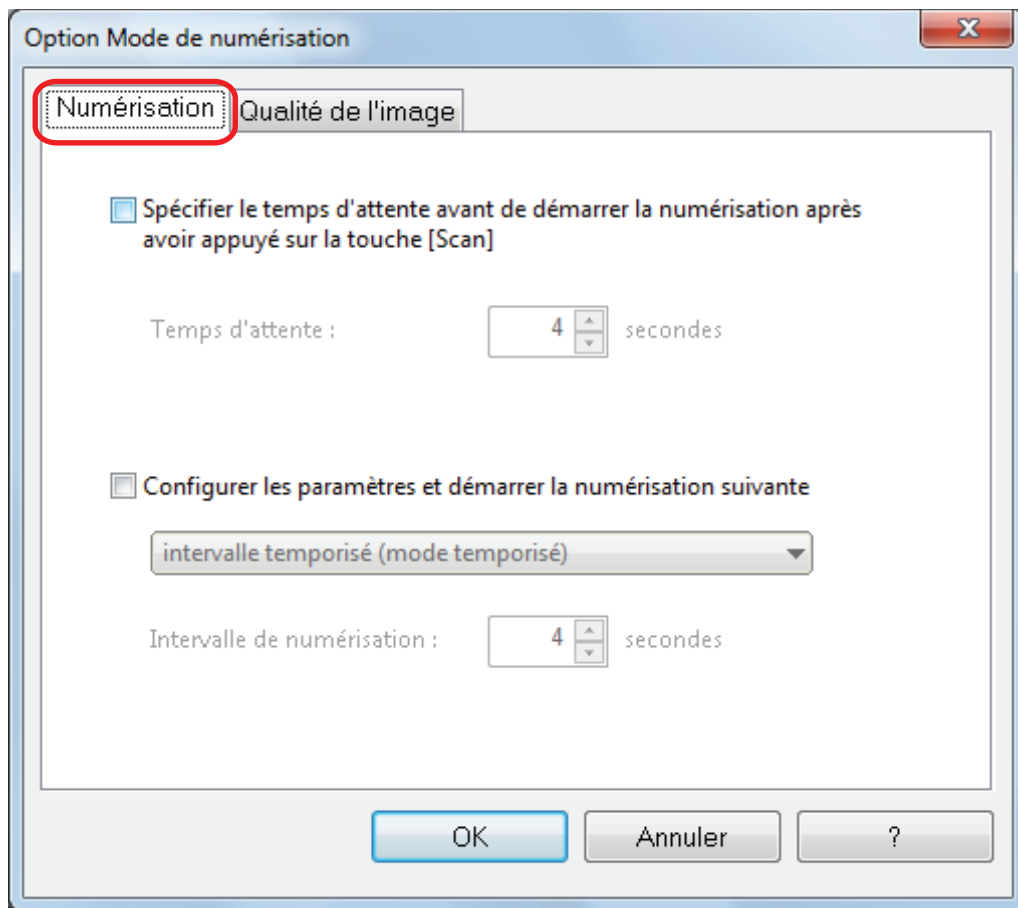 Option Mode de numérisation
Numérisation
Qualité de l'image
Spécifier le temps d'attente avant de démarrer la numérisation après
avoir appuyé sur la touche [Scan]
Temps d'attente : 4 secondes
Configurer les paramètres et démarrer la numérisation suivante
intervalle temporisé (mode temporisé)
Intervalle de numérisation : 4 secondes
OK
Annuler
?